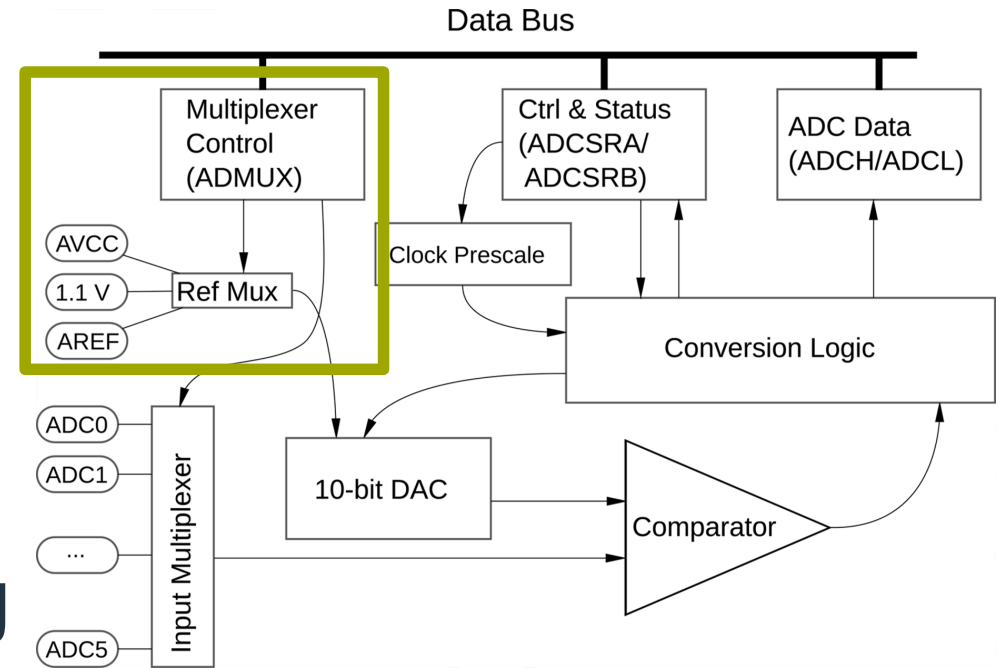 Data Bus
Multiplexer
Control
(ADMUX)
Ctrl & Status
(ADCSRA/
ADCSRB)
ADC Data
(ADCH/ADCL)
AVCC
1.1 V
AREF
Ref Mux
Clock Prescale
Conversion Logic
ADC0
ADC1
...
ADC5
Input Multiplexer
10-bit DAC
Comparator